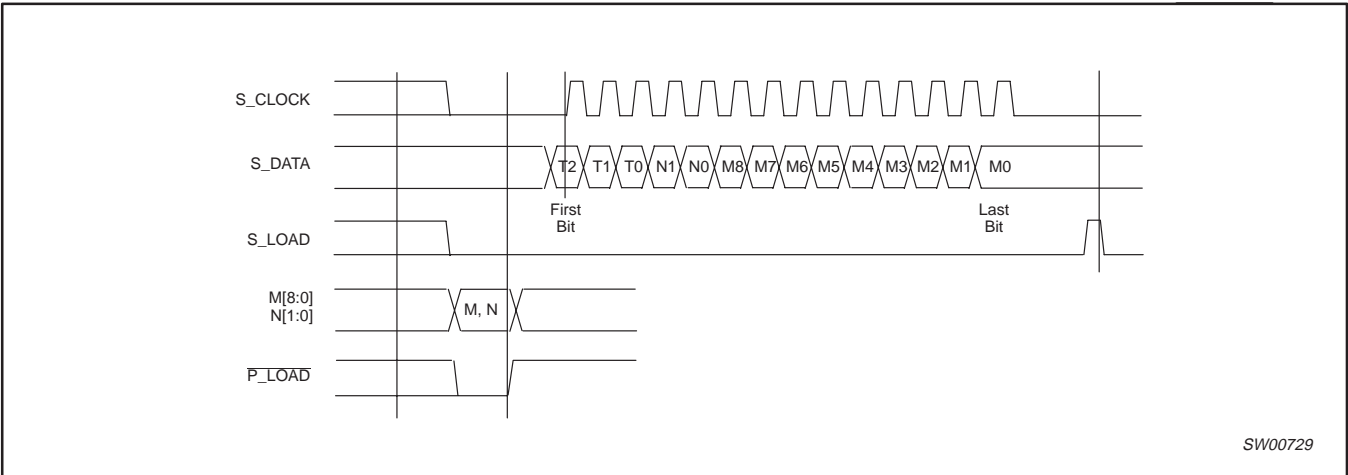 S_CLOCK
S_DATA
T2 T1 T0 N1 N0 M8 M7 M6 M5 M4 M3 M2 M1 M0
First
Bit
Last
Bit
S_LOAD
M[8:0]
N[1:0]
M, N
P_LOAD
SW00729